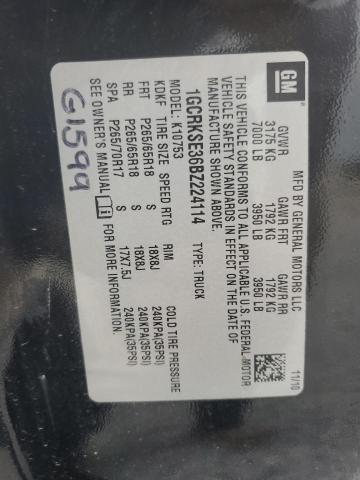 GM
MFD BY GENERAL MOTORS LLC 11/10
GVWR GAWR FRT GAWR RR
3175 KG 1792 KG 1792 KG
7000 LB 3950 LB 3950 LB
THIS VEHICLE CONFORMS TO ALL APPLICABLE U.S. FEDERAL MOTOR
VEHICLE SAFETY STANDARDS IN EFFECT ON THE DATE OF
MANUFACTURE SHOWN ABOVE.
1GCRKSE36BZ224114 TYPE: TRUCK
MODEL: K10753
KDKF TIRE SIZE SPEED RTG RIM COLD TIRE PRESSURE
FRT P265/65R18 S 18X8J 240KPA(35PSI)
RR P265/65R18 S 18X8J 240KPA(35PSI)
SPA P265/70R17 S 17X7.5J 240KPA(35PSI)
SEE OWNER'S MANUAL i FOR MORE INFORMATION.
G1599